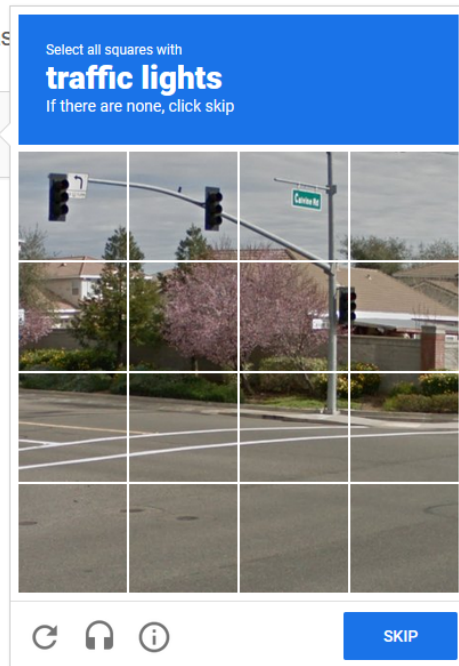 s
Select all squares with
traffic lights
If there are none, click skip
SKIP